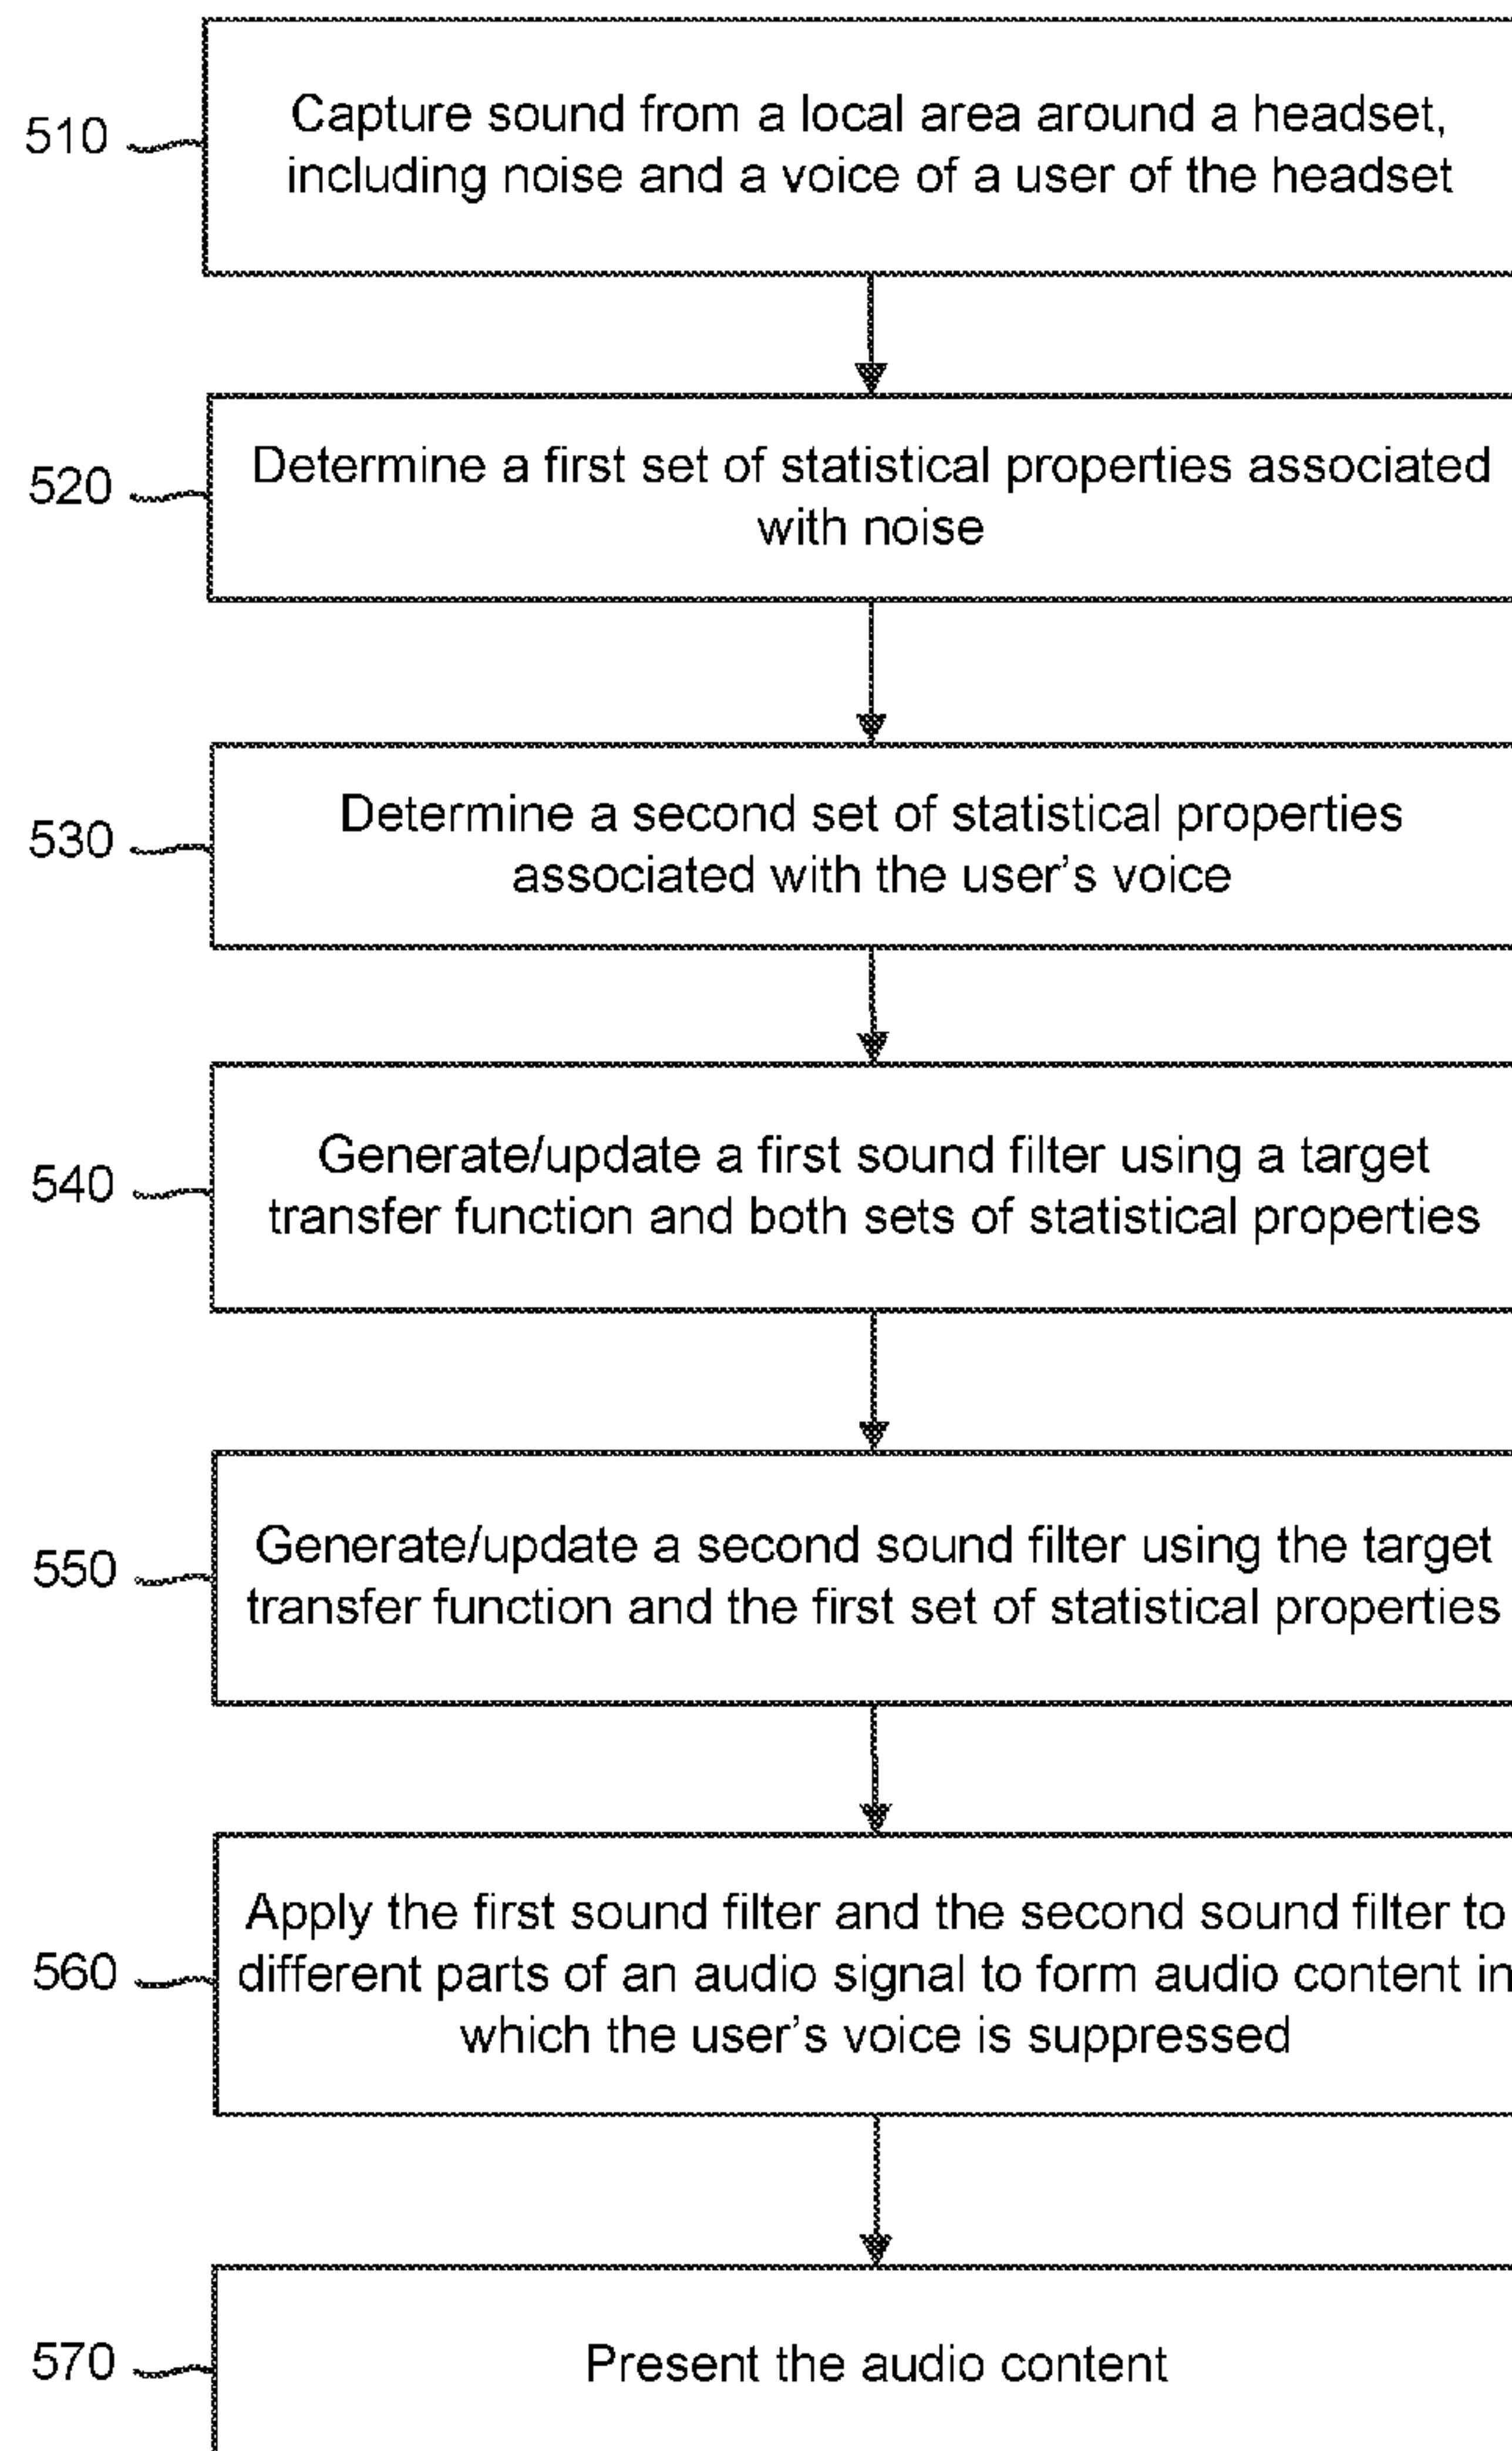 510
Capture sound from a local area around a headset,
including noise and a voice of a user of the headset
520
Determine a first set of statistical properties associated
with noise
530
Determine a second set of statistical properties
associated with the user's voice
540
Generate/update a first sound filter using a target
transfer function and both sets of statistical properties
550
Generate/update a second sound filter using the target
transfer function and the first set of statistical properties
560
Apply the first sound filter and the second sound filter to
different parts of an audio signal to form audio content in
which the user's voice is suppressed
570
Present the audio content